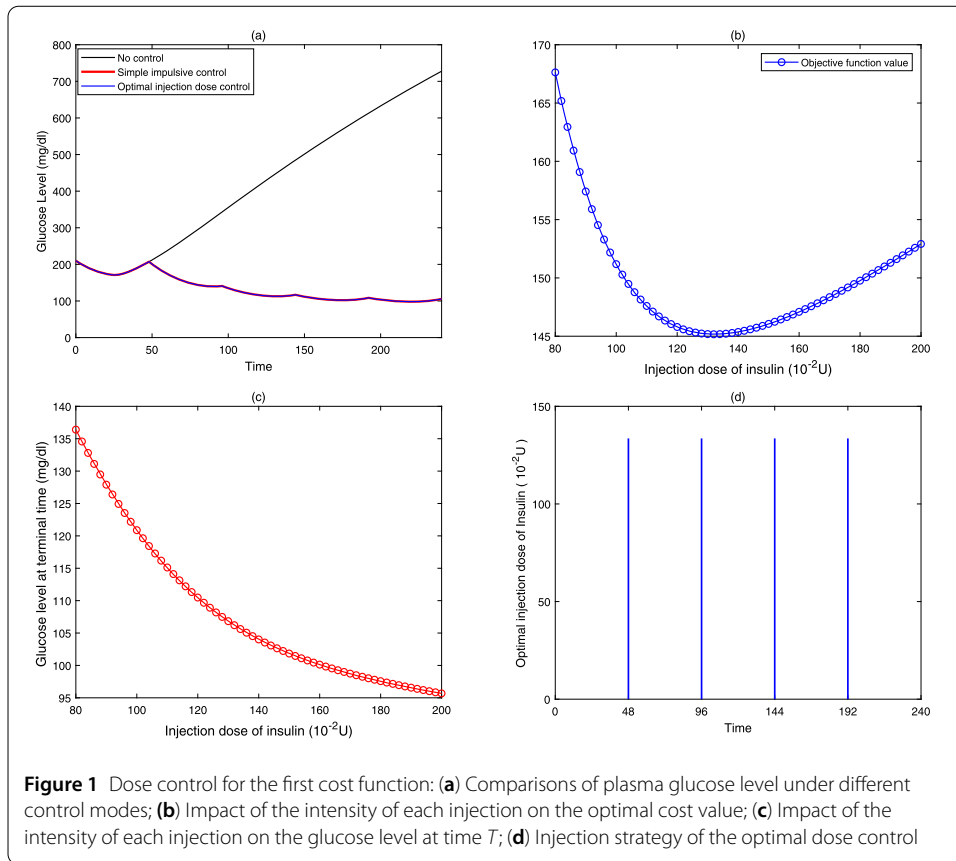 (a)
800
700
600
500
400
300
200
100
0
Glucose Level (mg/dl)
No control
Simple impulsive control
Optimal injection dose control
0 50 100 150 200
Time
(b)
170
165
160
155
150
145
Objective function value
80 100 120 140 160 180 200
Injection dose of insulin (10-2U)
(c)
140
135
130
125
120
115
110
105
100
95
Glucose level at terminal time (mg/dl)
80 100 120 140 160 180 200
Injection dose of insulin (10-2U)
(d)
150
100
50
0
Optimal injection dose of Insulin ( 10-2U )
0 48 96 144 192 240
Time
Figure 1 Dose control for the first cost function: (a) Comparisons of plasma glucose level under different
control modes; (b) Impact of the intensity of each injection on the optimal cost value; (c) Impact of the
intensity of each injection on the glucose level at time T; (d) Injection strategy of the optimal dose control